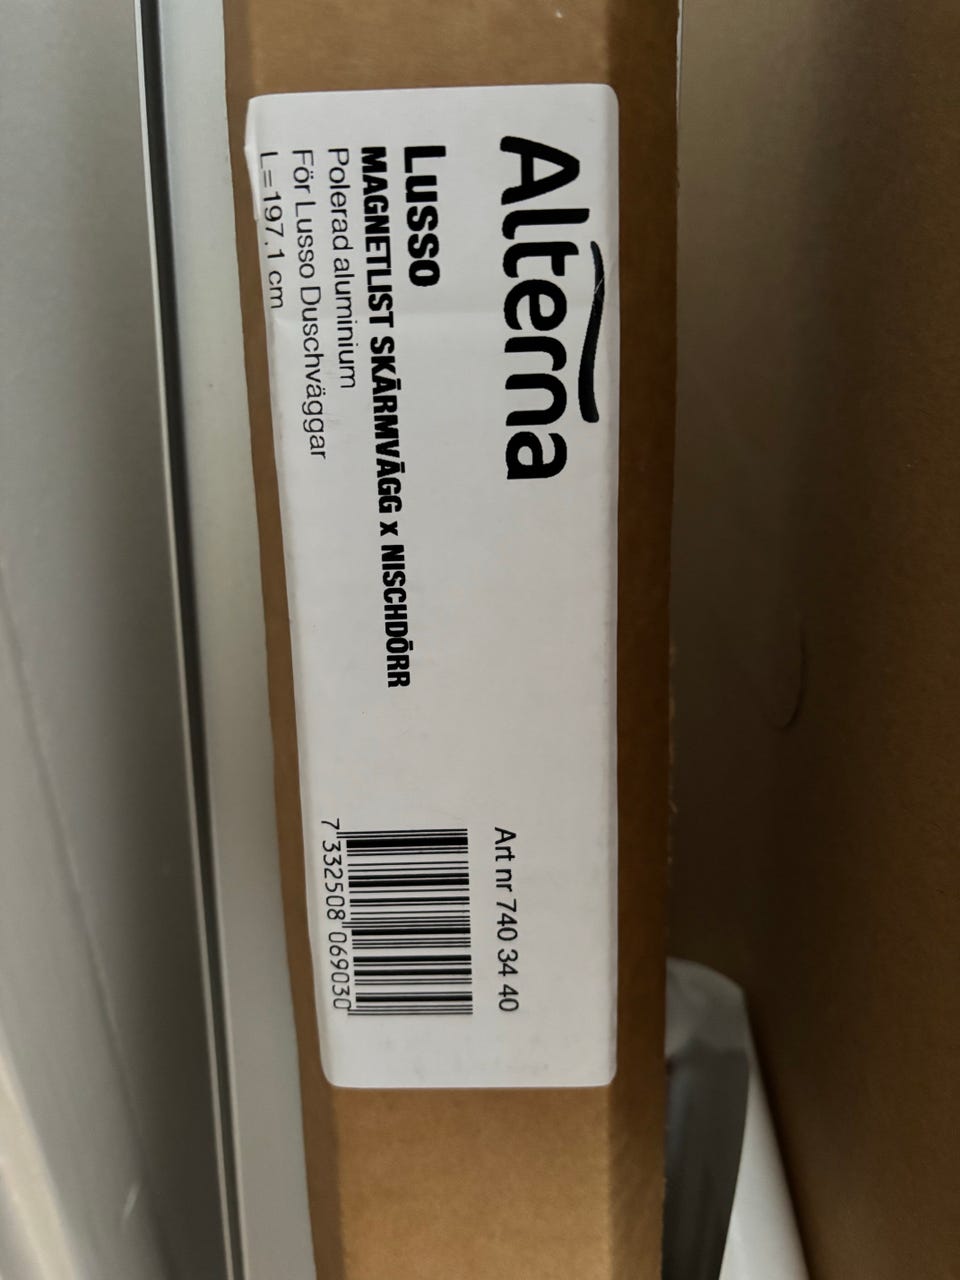 Alterna
Lusso
MAGNETLIST SKÄRMVÄGG x NISCHDÖRR
Polerad aluminium
För Lusso Duschväggar
L=197,1 cm
Art nr 740 34 40
7 332508 069030